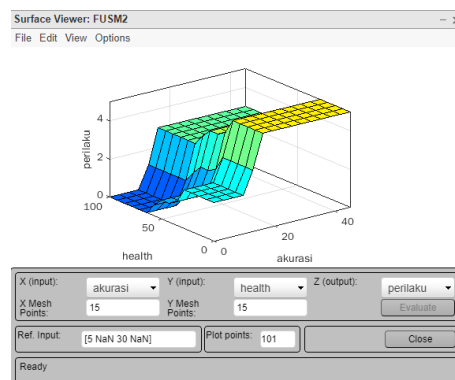 Surface Viewer: FUSM2
File Edit View Options
perilaku
4
2
0
100
50
0
0
20
40
health
akurasi
X (input): akurasi Y (input): health Z (output): perilaku
X Mesh Points: 15 Y Mesh Points: 15 Evaluate
Ref. Input: [5 NaN 30 NaN] Plot points: 101 Close
Ready